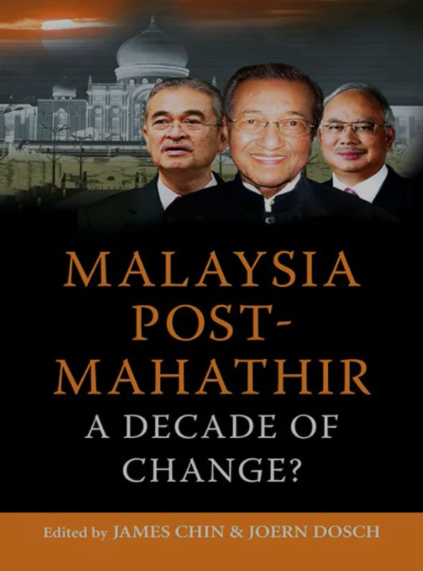 MALAYSIA
POST-
MAHATHIR
A DECADE OF
CHANGE?
Edited by JAMES CHIN & JOERN DOSCH